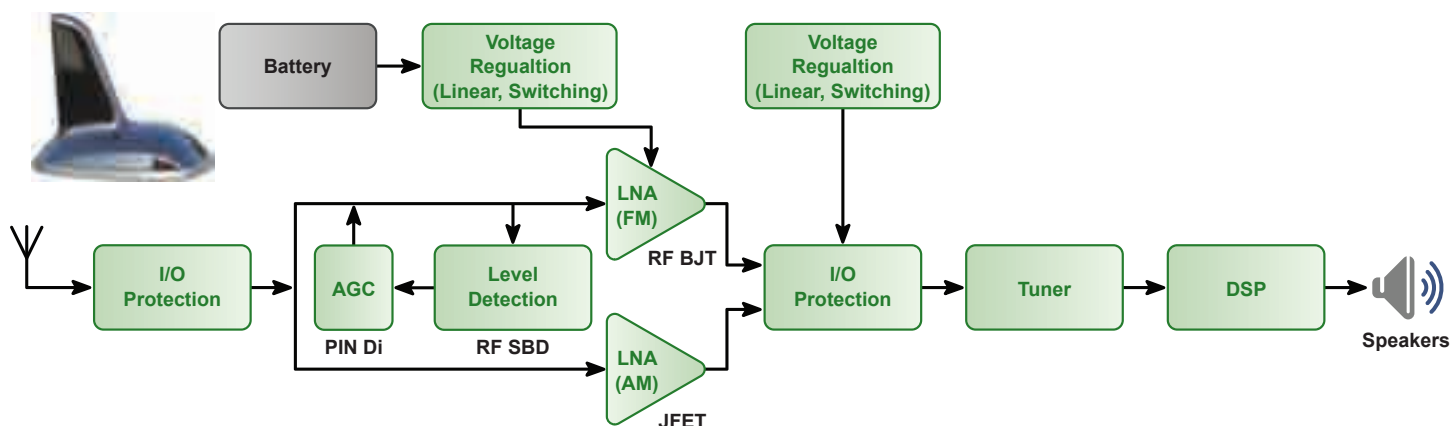 Battery
Voltage
Regualtion
(Linear, Switching)
Voltage
Regualtion
(Linear, Switching)
LNA
(FM)
RF BJT
I/O
Protection
AGC
PIN Di
Level
Detection
RF SBD
LNA
(AM)
JFET
I/O
Protection
Tuner
DSP
Speakers